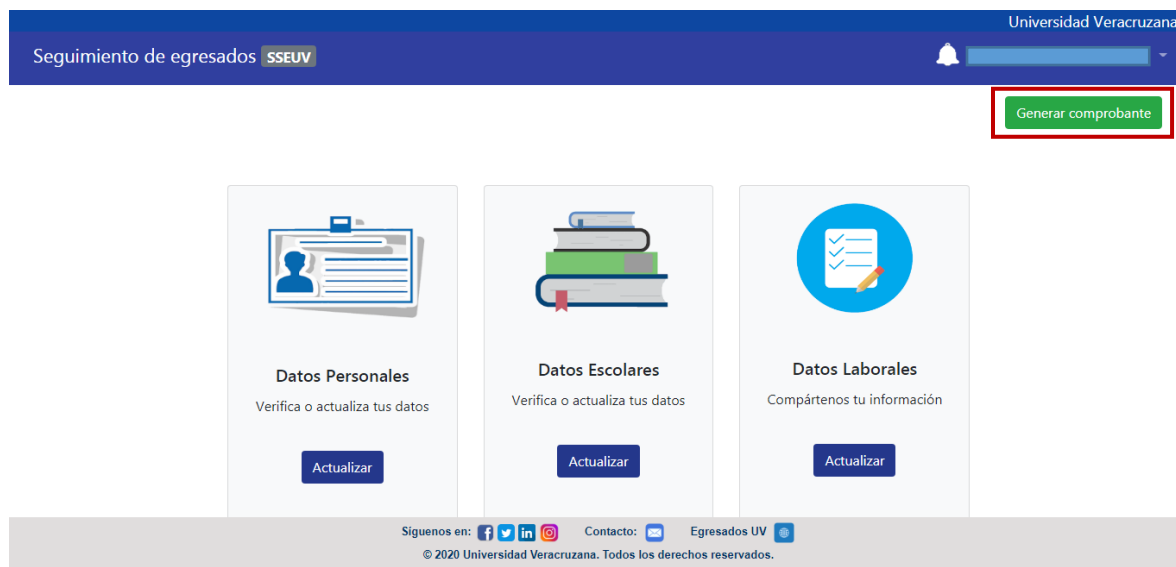 Universidad Veracruzana
Seguimiento de egresados SSEUV
Generar comprobante
Datos Personales
Verifica o actualiza tus datos
Actualizar
Datos Escolares
Verifica o actualiza tus datos
Actualizar
Datos Laborales
Compártenos tu información
Actualizar
Síguenos en: Contacto: Egresados UV
© 2020 Universidad Veracruzana. Todos los derechos reservados.